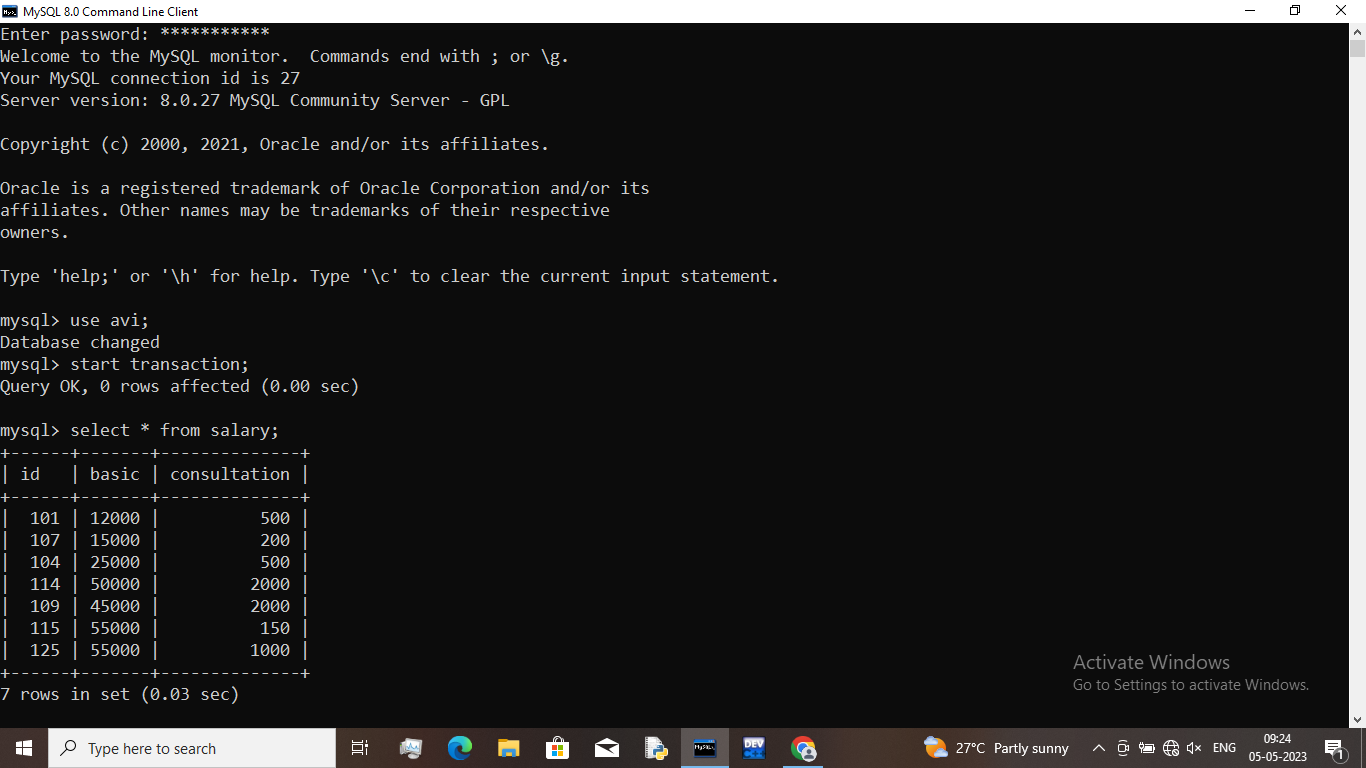 MySQL 8.0 Command Line Client
Enter password: ***********
Welcome to the MySQL monitor.  Commands end with ; or \g.
Your MySQL connection id is 27
Server version: 8.0.27 MySQL Community Server - GPL
Copyright (c) 2000, 2021, Oracle and/or its affiliates.
Oracle is a registered trademark of Oracle Corporation and/or its
affiliates. Other names may be trademarks of their respective
owners.
Type 'help;' or '\h' for help. Type '\c' to clear the current input statement.
mysql> use avi;
Database changed
mysql> start transaction;
Query OK, 0 rows affected (0.00 sec)
mysql> select * from salary;
+------+-------+--------------+
| id   | basic | consultation |
+------+-------+--------------+
|  101 | 12000 |          500 |
|  107 | 15000 |          200 |
|  104 | 25000 |          500 |
|  114 | 50000 |         2000 |
|  109 | 45000 |         2000 |
|  115 | 55000 |          150 |
|  125 | 55000 |         1000 |
+------+-------+--------------+
7 rows in set (0.03 sec)
Activate Windows
Go to Settings to activate Windows.
Type here to search
MySQL
DEV
27°C Partly sunny
ENG
09:24
05-05-2023
1